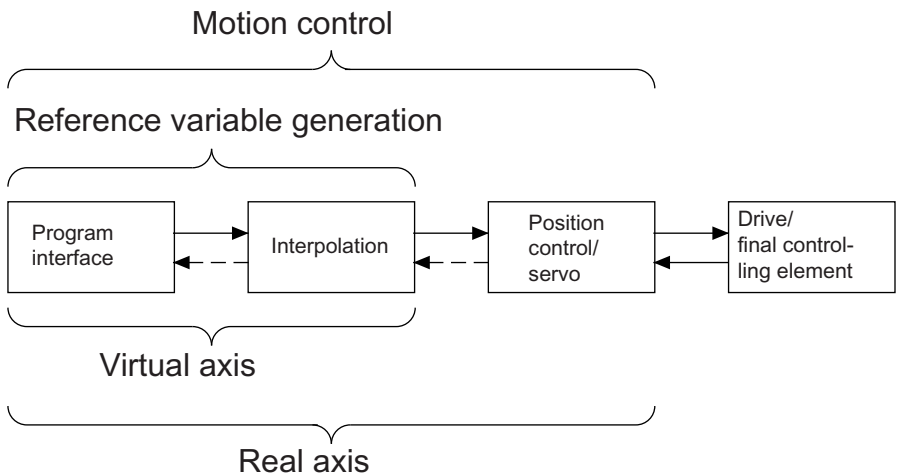 Motion control
Reference variable generation
Program
interface
Interpolation
Position
control/
servo
Drive/
final control-
ling element
Virtual axis
Real axis